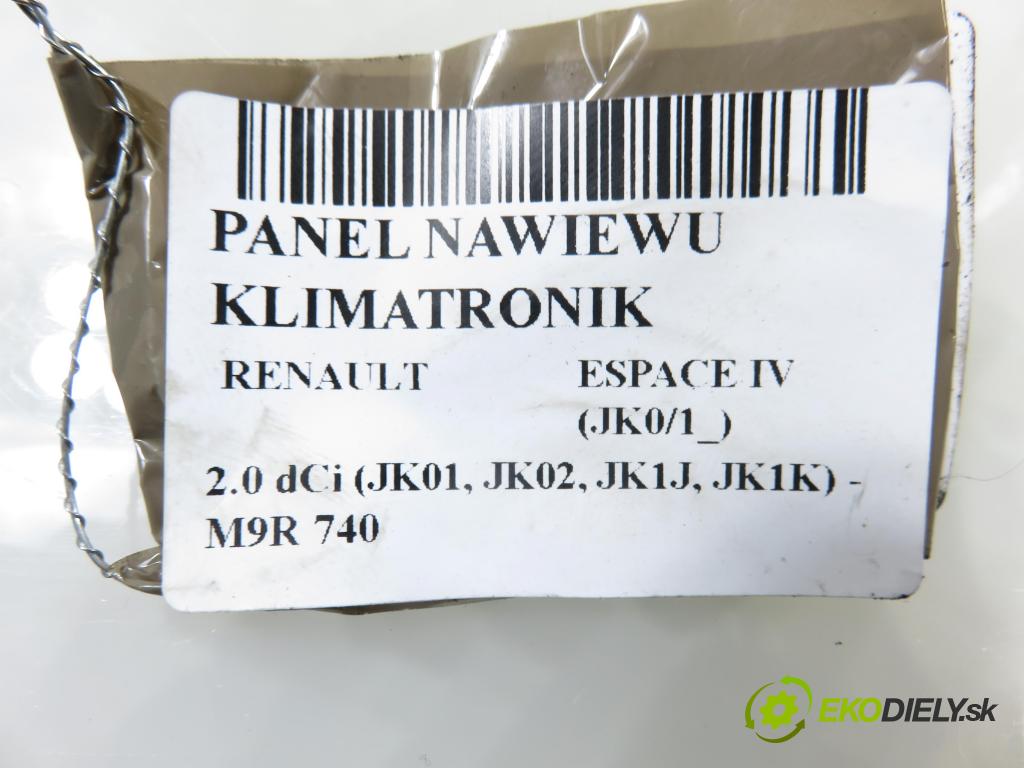 PANEL NAWIEWU
KLIMATRONIK
RENAULT ESPACE IV
(JK0/1_)
2.0 dCi (JK01, JK02, JK1J, JK1K) -
M9R 740
EKODIELY.sk